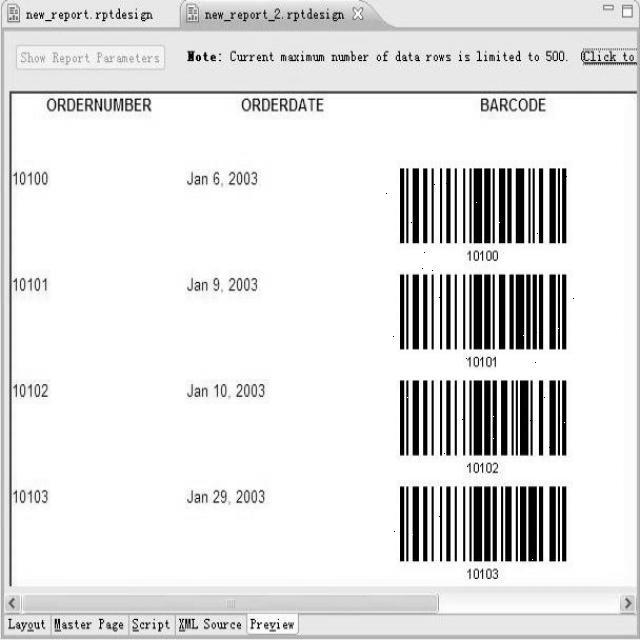 new_report.rptdesign new_report_2.rptdesign
Show Report Parameters Note: Current maximum number of data rows is limited to 500. Click to
ORDERNUMBER ORDERDATE BARCODE
10100 Jan 6, 2003
10100
10101 Jan 9, 2003
10101
10102 Jan 10, 2003
10102
10103 Jan 29, 2003
10103
Layout Master Page Script XML Source Preview